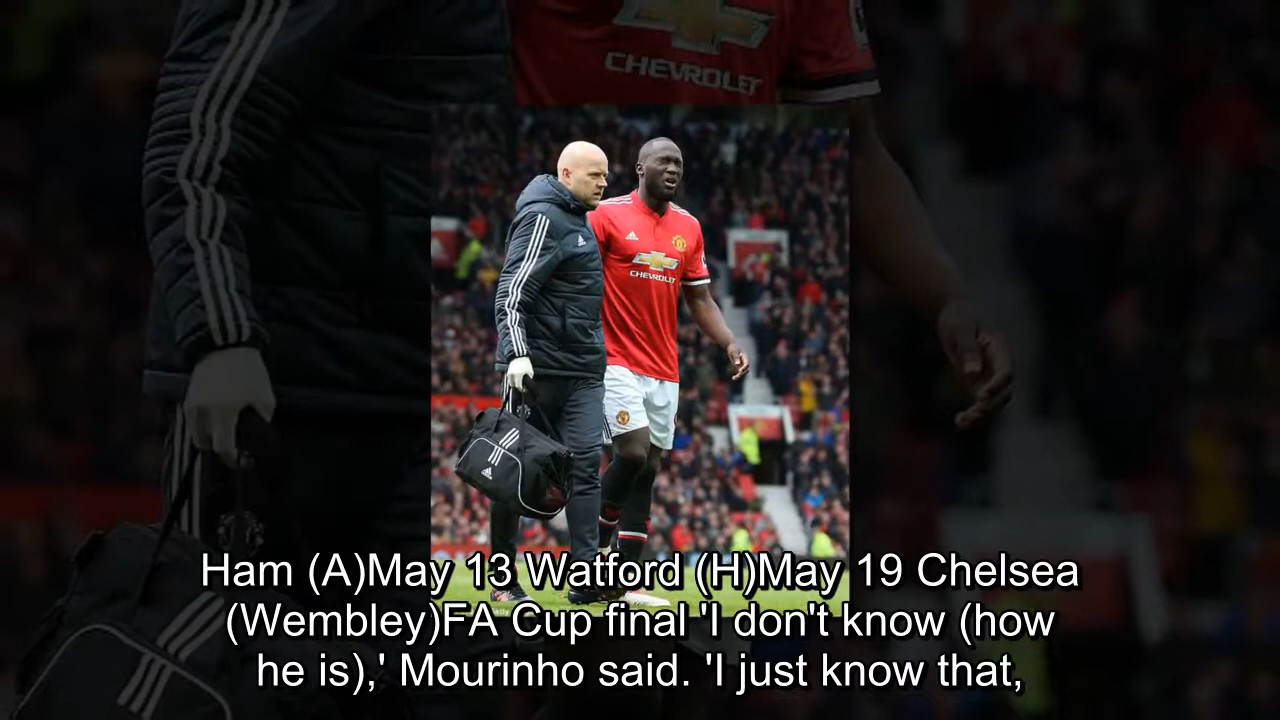 CHEVROLET
CHEVROLET
adidas
Ham (A)May 13 Watford (H)May 19 Chelsea
(Wembley)FA Cup final 'I don't know (how
he is),' Mourinho said. 'I just know that,